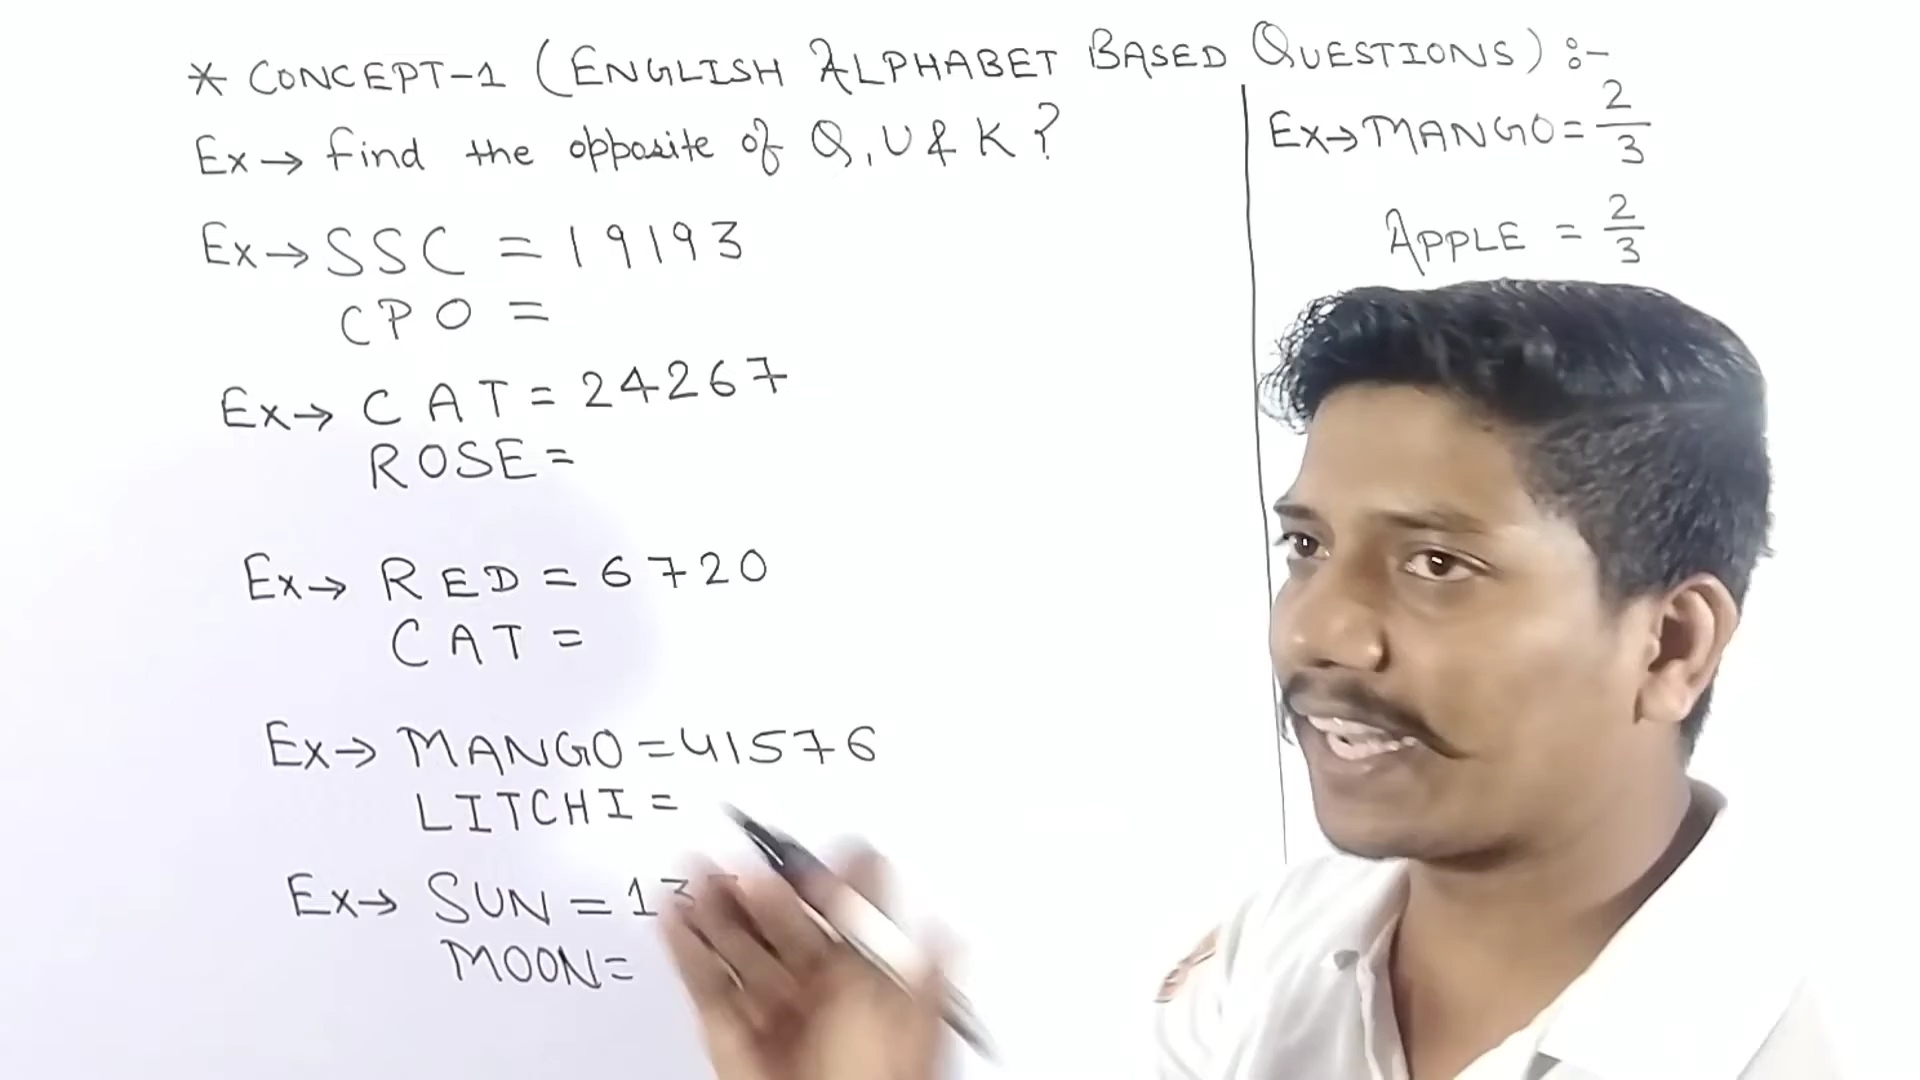 * CONCEPT-1 (ENGLISH ALPHABET BASED QUESTIONS) :-
Ex→ find the opposite of Q, U & K?
Ex→ SSC = 19193
CPO =
Ex→ CAT = 24267
ROSE =
Ex→ RED = 6720
CAT =
Ex→ MANGO = 41576
LITCHI =
Ex→ SUN = 13
MOON =
Ex→ MANGO = 2/3
APPLE = 2/3